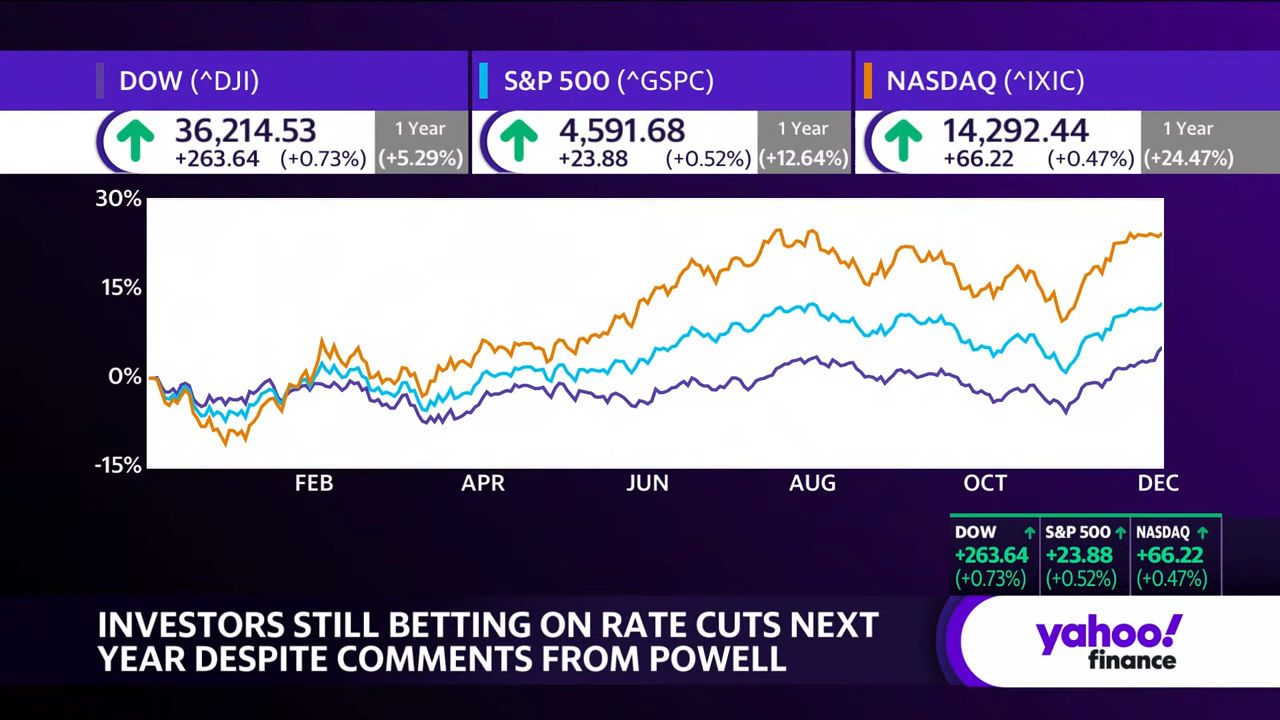 DOW (^DJI)
36,214.53
+263.64 (+0.73%)
1 Year
(+5.29%)
S&P 500 (^GSPC)
4,591.68
+23.88 (+0.52%)
1 Year
(+12.64%)
NASDAQ (^IXIC)
14,292.44
+66.22 (+0.47%)
1 Year
(+24.47%)
30%
15%
0%
-15%
FEB APR JUN AUG OCT DEC
DOW
+263.64
(+0.73%)
S&P 500
+23.88
(+0.52%)
NASDAQ
+66.22
(+0.47%)
INVESTORS STILL BETTING ON RATE CUTS NEXT
YEAR DESPITE COMMENTS FROM POWELL
yahoo!
finance